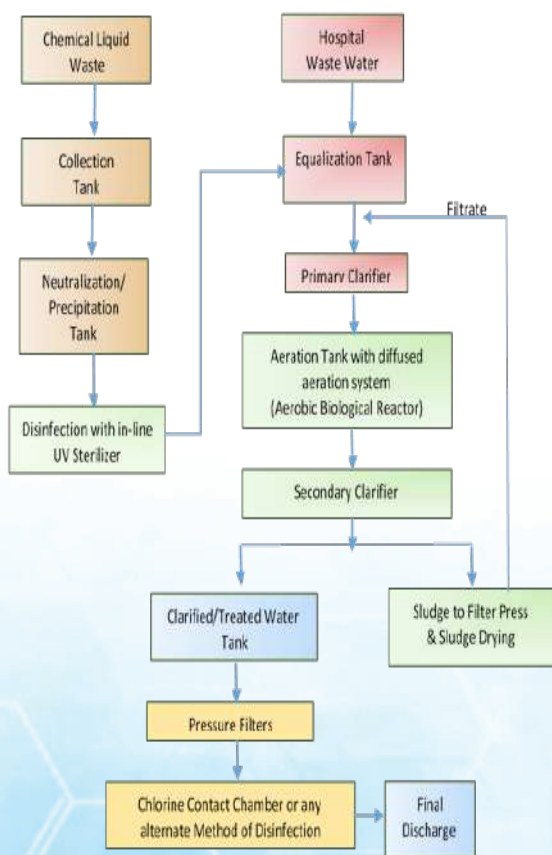 Chemical Liquid
Waste
Hospital
Waste Water
Collection
Tank
Equalization Tank
Filtrate
Neutralization/
Precipitation
Tank
Primary Clarifier
Aeration Tank with diffused
aeration system
(Aerobic Biological Reactor)
Disinfection with in-line
UV Sterilizer
Secondary Clarifier
Clarified/Treated Water
Tank
Sludge to Filter Press
& Sludge Drying
Pressure Filters
Chlorine Contact Chamber or any
alternate Method of Disinfection
Final
Discharge